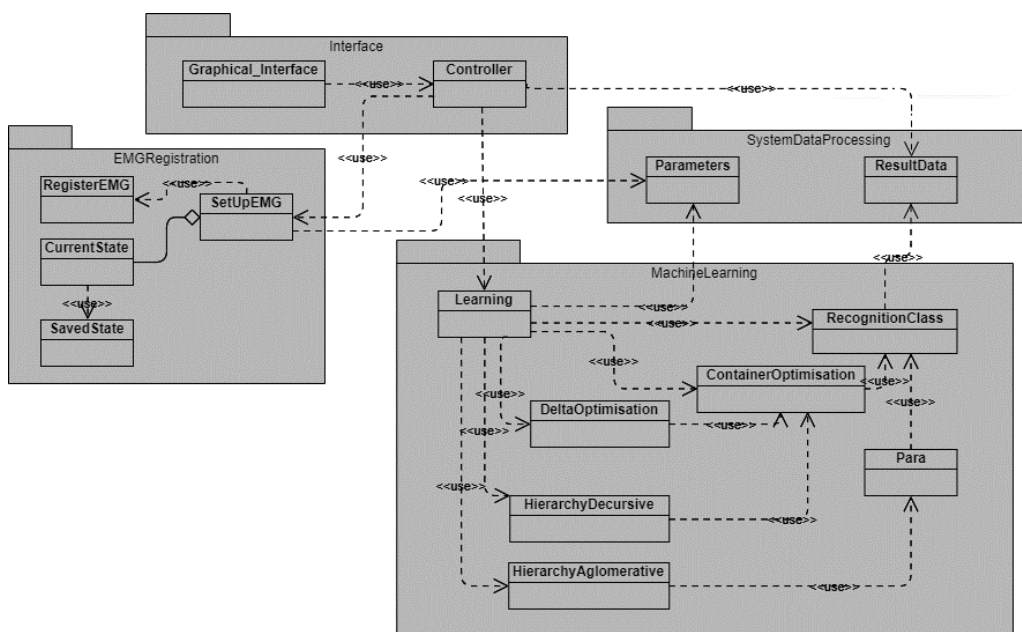 Interface
Graphical_Interface
Controller
<<use>>
<<use>>
SystemDataProcessing
EMGRegistration
<<use>>
Parameters
ResultData
RegisterEMG
<<use>>
<<use>>
SetUpEMG
<<use>>
CurrentState
<<use>>
MachineLearning
<<use>>
Learning
<<use>>
SavedState
<<use>>
RecognitionClass
<<use>>
ContainerOptimisation
<<use>>
<<use>>
DeltaOptimisation
<<use>>
<<use>>
<<use>>
Para
<<use>>
HierarchyDecursive
<<use>>
HierarchyAglomerative
<<use>>